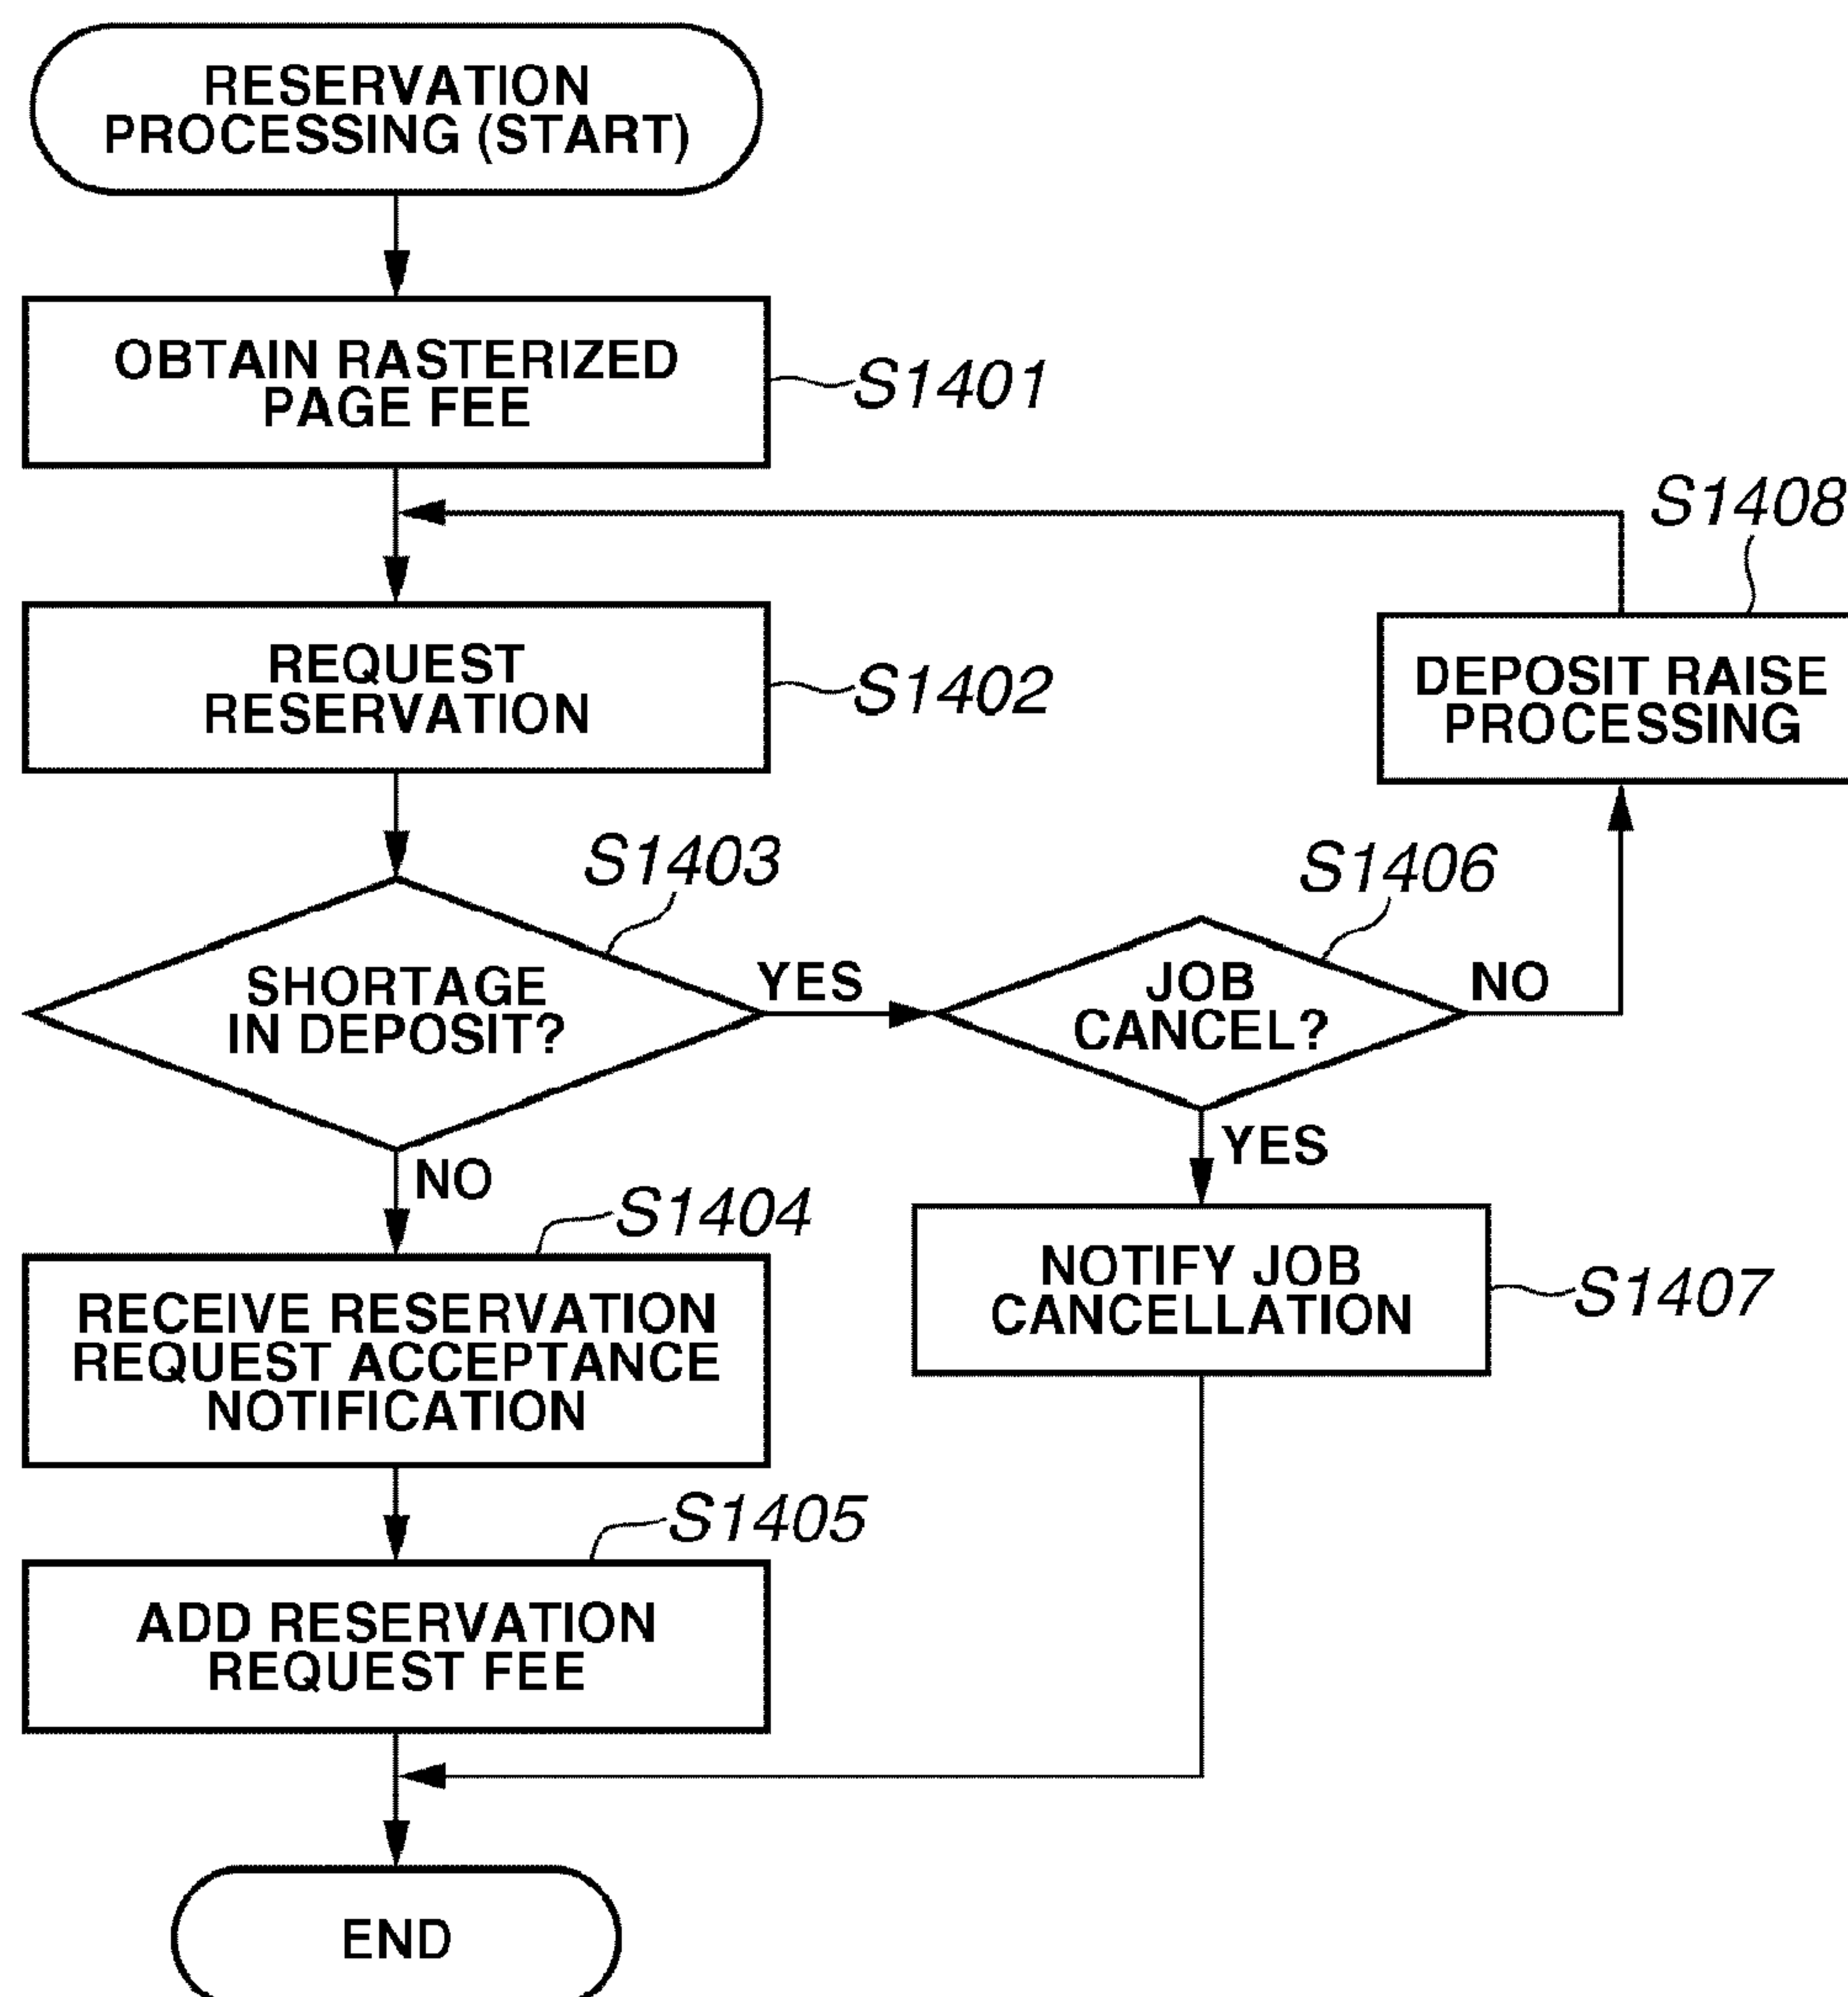 RESERVATION
PROCESSING (START)
OBTAIN RASTERIZED
PAGE FEE
S1401
S1408
REQUEST
RESERVATION
S1402
DEPOSIT RAISE
PROCESSING
S1403
S1406
SHORTAGE
IN DEPOSIT?
YES
JOB
CANCEL?
NO
YES
NO
S1404
RECEIVE RESERVATION
REQUEST ACCEPTANCE
NOTIFICATION
NOTIFY JOB
CANCELLATION
S1407
S1405
ADD RESERVATION
REQUEST FEE
END